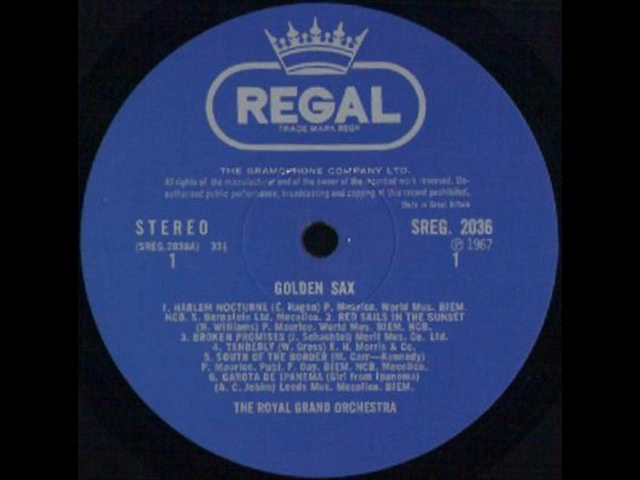 REGAL
TRADE MARK REGD
THE GRAMOPHONE COMPANY LTD.
All rights of the manufacturer and of the owner of the recorded work reserved. Un-
authorised public performance, broadcasting and copying of this record prohibited.
Made in Great Britain
STEREO
(SREG.2036A) 33⅓
1
SREG. 2036
℗ 1967
1
GOLDEN SAX
1. HARLEM NOCTURNE (E. Hagen) P. Maurice. World Mus. BIEM.
NCB. S. Bernstein Ltd. Mecolico. 2. RED SAILS IN THE SUNSET
(H. Williams) P. Maurice. World Mus. BIEM. NCB.
3. BROKEN PROMISES (J. Schachtel) Merit Mus. Co. Ltd.
4. TENDERLY (W. Gross) E. H. Morris & Co.
5. SOUTH OF THE BORDER (M. Carr—Kennedy)
P. Maurice. Publ. F. Day. BIEM. NCB. Mecolico.
6. GAROTA DE IPANEMA (Girl from Ipanema)
(A. C. Jobim) Leeds Mus. Mecolico. BIEM.
THE ROYAL GRAND ORCHESTRA